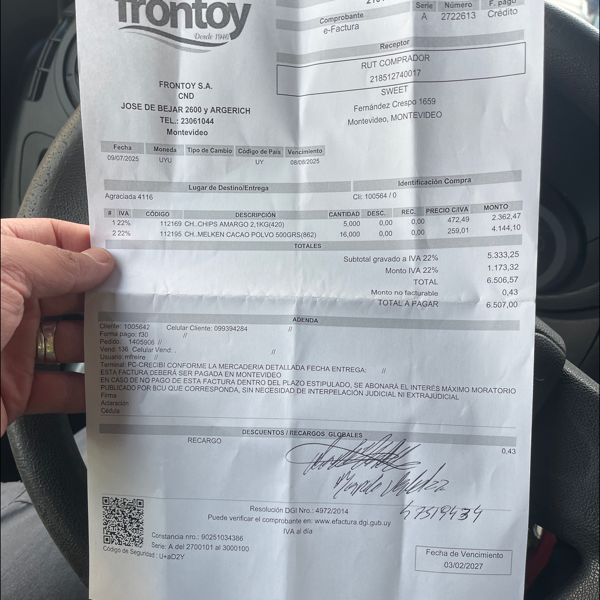 frontoy
Desde 1940
FRONTOY S.A.
CND
JOSE DE BEJAR 2600 y ARGERICH
TEL.: 23061044
Montevideo
Comprobante Serie Número F. pago
e-Factura A 2722613 Crédito
Receptor
RUT COMPRADOR
218512740017
SWEET
Fernández Crespo 1659
Montevideo, MONTEVIDEO
Fecha Moneda Tipo de Cambio Código de País Vencimiento
09/07/2025 UYU UY 08/08/2025
Lugar de Destino/Entrega Identificación Compra
Agraciada 4116 Cli: 100564 / 0
# IVA CÓDIGO DESCRIPCIÓN CANTIDAD DESC. REC. PRECIO C/IVA MONTO
1 22% 112169 CH..CHIPS AMARGO 2,1KG(420) 5,000 0,00 0,00 472,49 2.362,47
2 22% 112195 CH..MELKEN CACAO POLVO 500GRS(862) 16,000 0,00 0,00 259,01 4.144,10
TOTALES
Subtotal gravado a IVA 22% 5.333,25
Monto IVA 22% 1.173,32
TOTAL 6.506,57
Monto no facturable 0,43
TOTAL A PAGAR 6.507,00
ADENDA
Cliente: 1005642 Celular Cliente: 099394284 //
Forma pago: f30 //
Pedido: 1405906 //
Vend: 136 Celular Vend: . //
Usuaria: mfreire //
Terminal: PC-CRECIBI CONFORME LA MERCADERIA DETALLADA FECHA ENTREGA: //
ESTA FACTURA DEBERÁ SER PAGADA EN MONTEVIDEO
EN CASO DE NO PAGO DE ESTA FACTURA DENTRO DEL PLAZO ESTIPULADO, SE ABONARÁ EL INTERÉS MÁXIMO MORATORIO
PUBLICADO POR BCU QUE CORRESPONDA, SIN NECESIDAD DE INTERPELACIÓN JUDICIAL NI EXTRAJUDICIAL
Firma
Aclaración
Cédula
DESCUENTOS / RECARGOS GLOBALES
RECARGO 0,43
Resolución DGI Nro.: 4972/2014
Puede verificar el comprobante en: www.efactura.dgi.gub.uy
IVA al día
Constancia nro.: 90251034386
Serie: A del 2700101 al 3000100
Código de Seguridad : U+aD2Y
Fecha de Vencimiento
03/02/2027